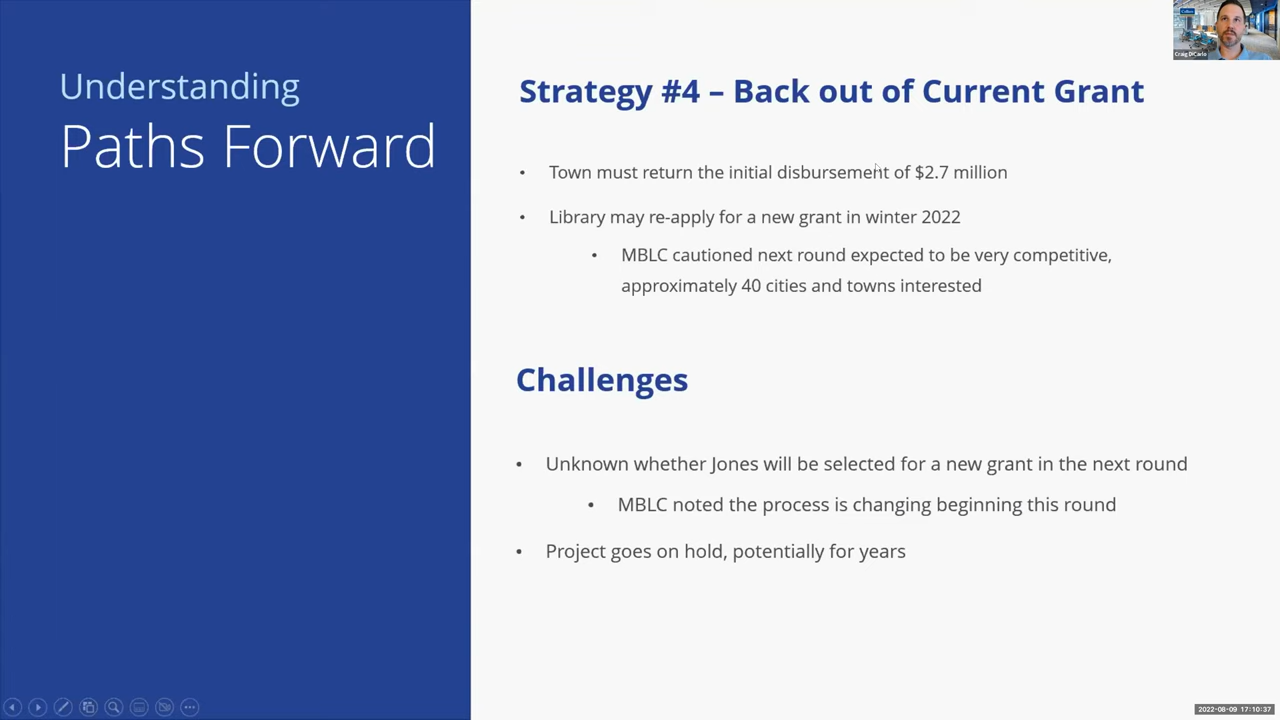 Understanding
Paths Forward
Strategy #4 – Back out of Current Grant
• Town must return the initial disbursement of $2.7 million
• Library may re-apply for a new grant in winter 2022
• MBLC cautioned next round expected to be very competitive,
approximately 40 cities and towns interested
Challenges
• Unknown whether Jones will be selected for a new grant in the next round
• MBLC noted the process is changing beginning this round
• Project goes on hold, potentially for years
Colliers
Craig DiCarlo
2022-08-09 17:10:37